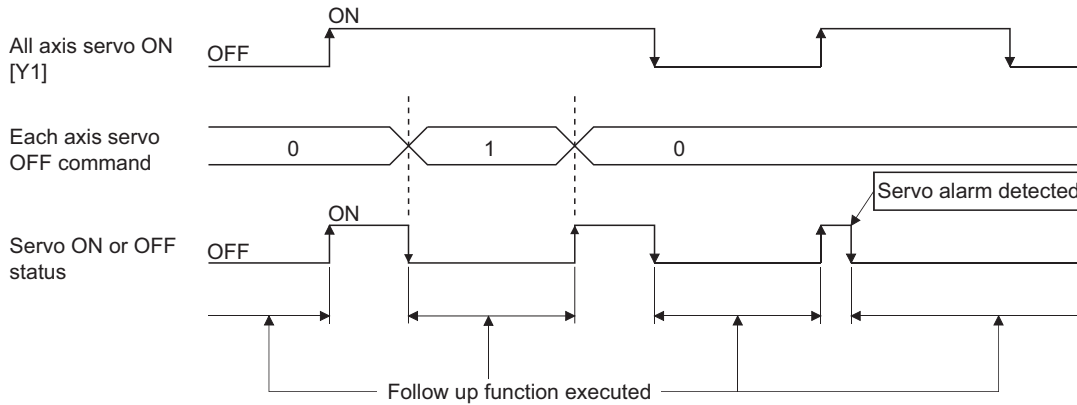 ON
All axis servo ON
[Y1]
OFF
Each axis servo
OFF command
0
1
0
Servo alarm detected
ON
Servo ON or OFF
status
OFF
Follow up function executed